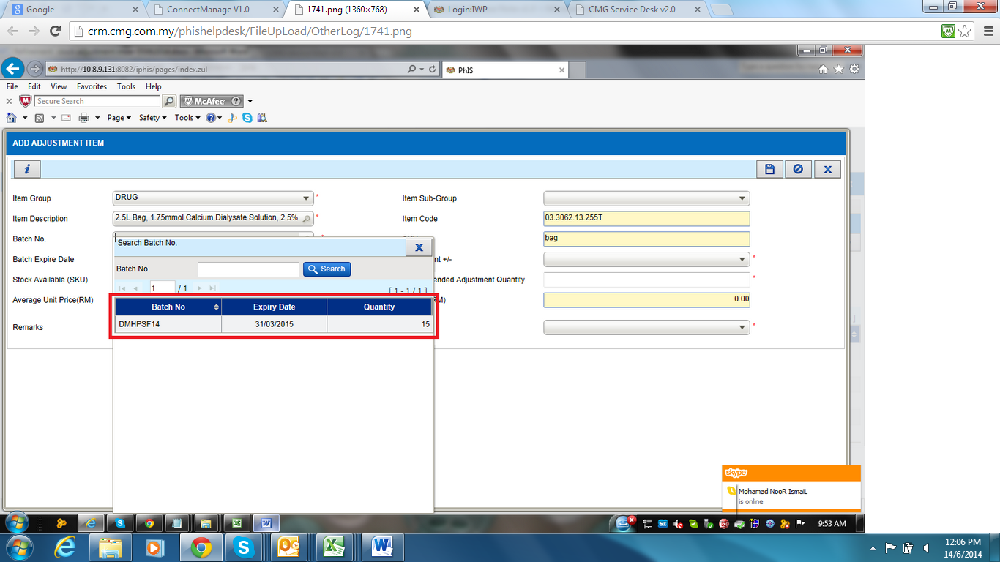 Google
ConnectManage V1.0
1741.png (1360×768)
Login:IWP
CMG Service Desk v2.0
crm.cmg.com.my/phishelpdesk/FileUpLoad/OtherLog/1741.png
http://10.8.9.131:8082/iphis/pages/index.zul
PhIS
File Edit View Favorites Tools Help
x Secure Search McAfee
Page Safety Tools
ADD ADJUSTMENT ITEM
Item Group DRUG * Item Sub-Group
Item Description 2.5L Bag, 1.75mmol Calcium Dialysate Solution, 2.5% * Item Code 03.3062.13.255T
Batch No. * bag
Search Batch No. X
Batch Expire Date +/- *
Batch No Search
Stock Available (SKU) ended Adjustment Quantity *
1 / 1
[ 1 - 1 / 1 ]
Average Unit Price(RM) 0.00
Batch No Expiry Date Quantity
DMHPSF14 31/03/2015 15
Remarks *
skype
Mohamad NooR IsmaiL
is online
9:53 AM
12:06 PM
14/6/2014